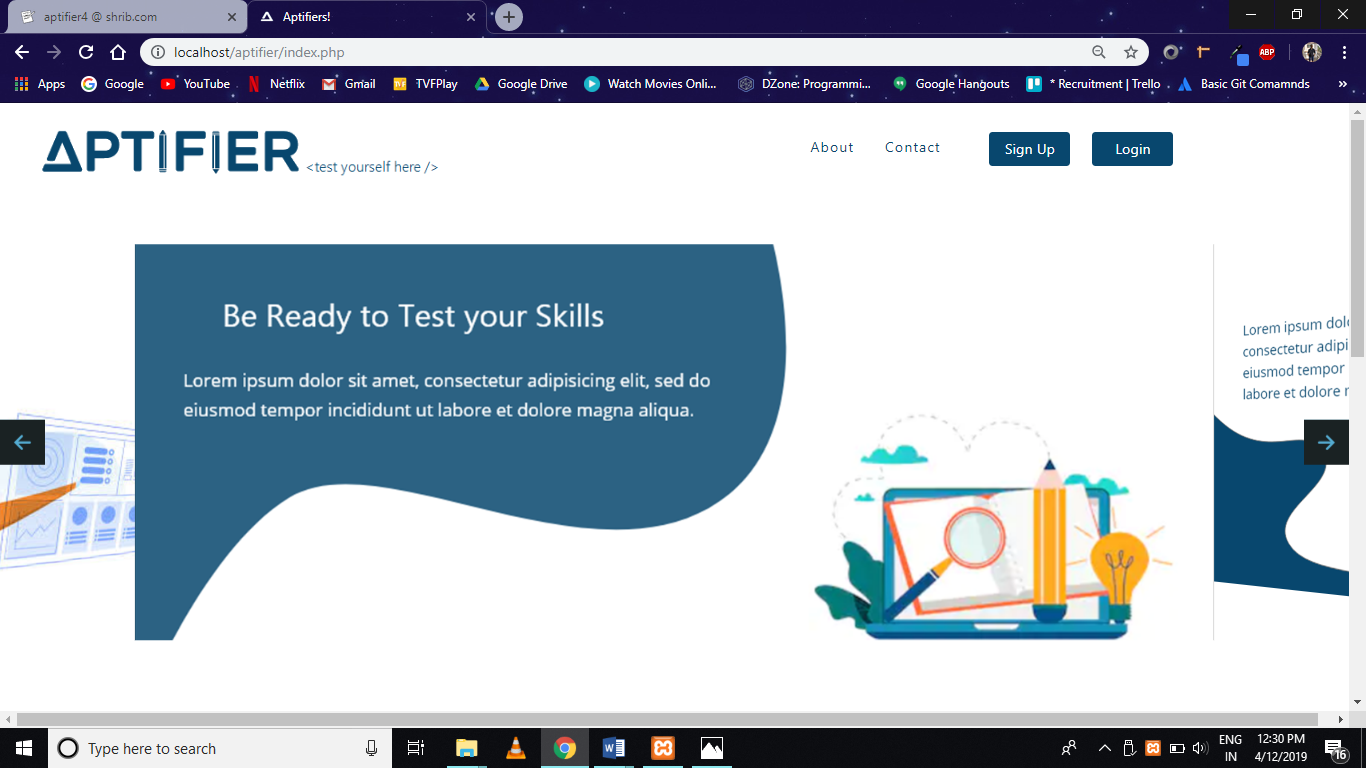 aptifier4 @ shrib.com
Aptifiers!
localhost/aptifier/index.php
Apps
Google
YouTube
Netflix
Gmail
TVFPlay
Google Drive
Watch Movies Onli...
DZone: Programmi...
Google Hangouts
* Recruitment | Trello
Basic Git Comamnds
»
APTIFIER
<test yourself here />
About
Contact
Sign Up
Login
Be Ready to Test your Skills
Lorem ipsum dolor sit amet, consectetur adipisicing elit, sed do
eiusmod tempor incididunt ut labore et dolore magna aliqua.
Lorem ipsum
consectetur
eiusmod tempor
labore et dolore
Type here to search
ENG
IN
12:30 PM
4/12/2019
16
ABP